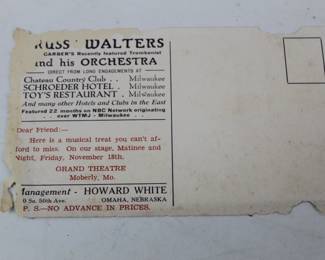 RUSS WALTERS
GARBER'S Recently featured Trombonist
and his ORCHESTRA
DIRECT FROM LONG ENGAGEMENTS AT
Chateau Country Club . Milwaukee
SCHROEDER HOTEL . Milwaukee
TOY'S RESTAURANT . Milwaukee
And many other Hotels and Clubs in the East
Featured 22 months on NBC Network originating
over WTMJ - Milwaukee
Dear Friend:—
Here is a musical treat you can't af-
ford to miss. On our stage, Matinee and
Night, Friday, November 18th.
GRAND THEATRE
Moberly, Mo.
Management - HOWARD WHITE
0 So. 50th Ave. OMAHA, NEBRASKA
P. S.—NO ADVANCE IN PRICES.